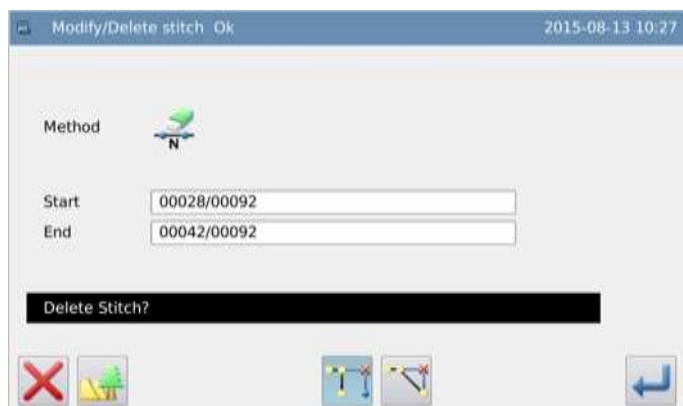 Modify/Delete stitch Ok 2015-08-13 10:27
Method
N
Start 00028/00092
End 00042/00092
Delete Stitch?